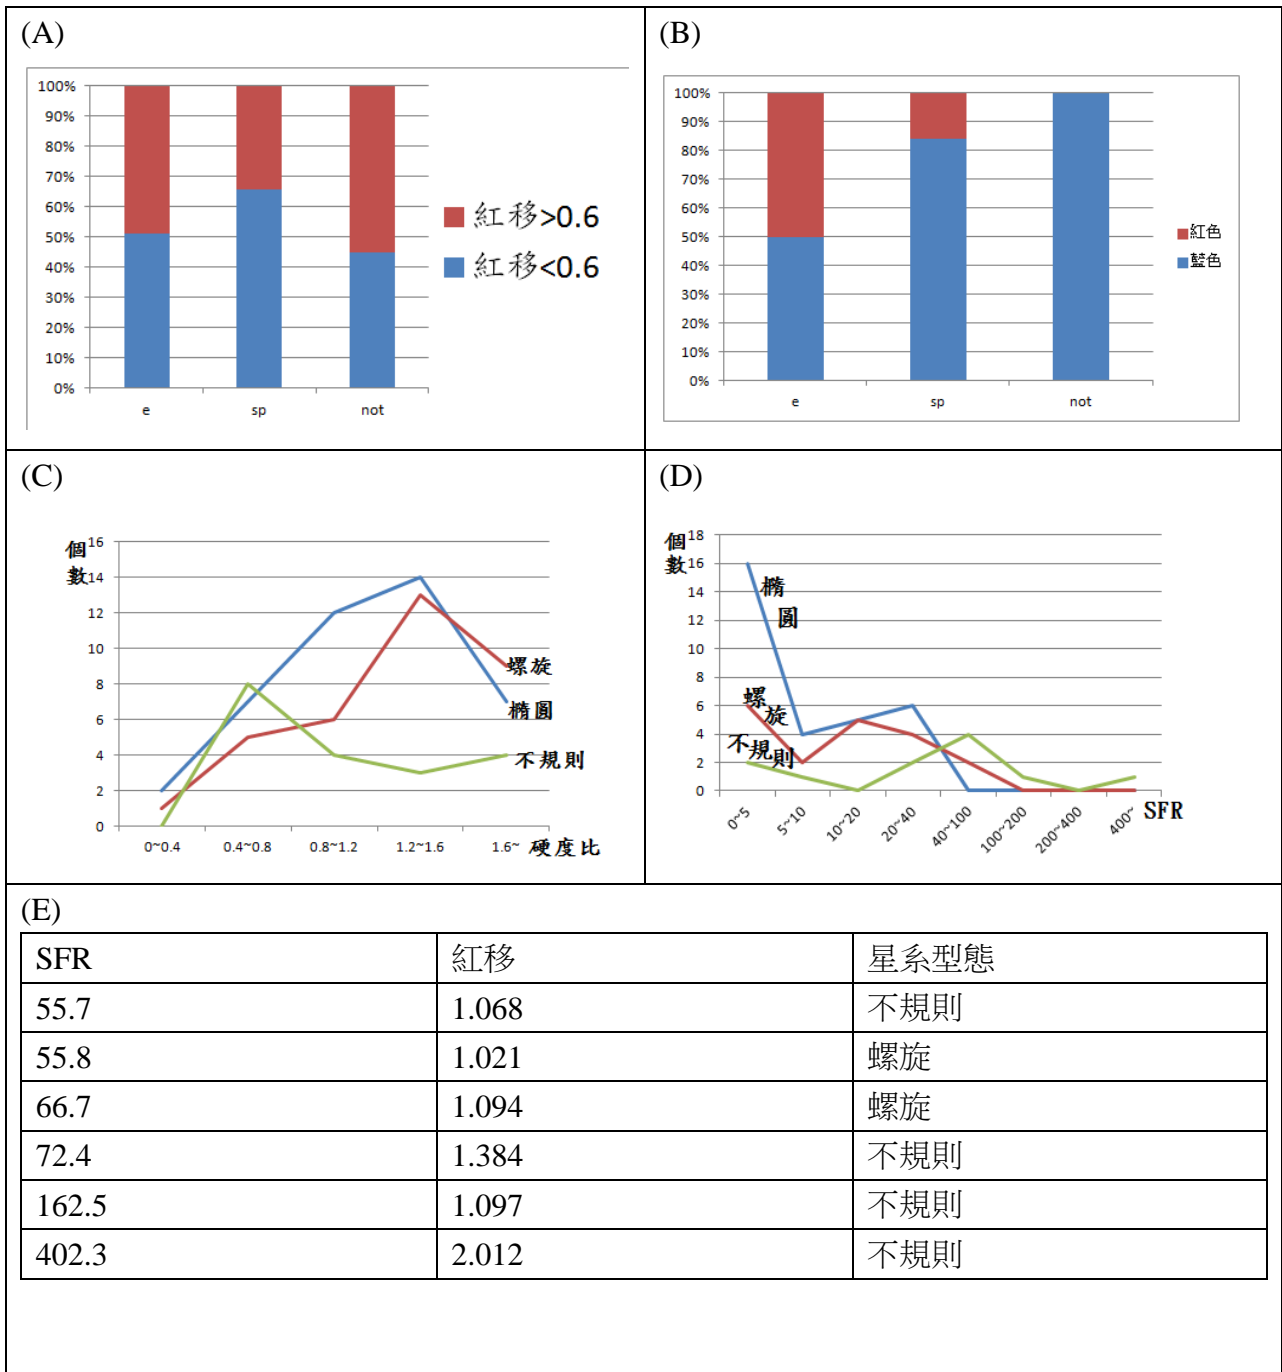 (A)
100%
90%
80%
70%
60%
50%
40%
30%
20%
10%
0%
e sp not
紅移>0.6
紅移<0.6
(B)
100%
90%
80%
70%
60%
50%
40%
30%
20%
10%
0%
e sp not
紅色
藍色
(C)
個數
16
14
12
10
8
6
4
2
0
螺旋
橢圓
不規則
0~0.4 0.4~0.8 0.8~1.2 1.2~1.6 1.6~ 硬度比
(D)
個數
18
16
14
12
10
8
6
4
2
0
橢圓
螺旋
不規則
0~5 5~10 10~20 20~40 40~100 100~200 200~400 400~ SFR
(E)
SFR 紅移 星系型態
55.7 1.068 不規則
55.8 1.021 螺旋
66.7 1.094 螺旋
72.4 1.384 不規則
162.5 1.097 不規則
402.3 2.012 不規則